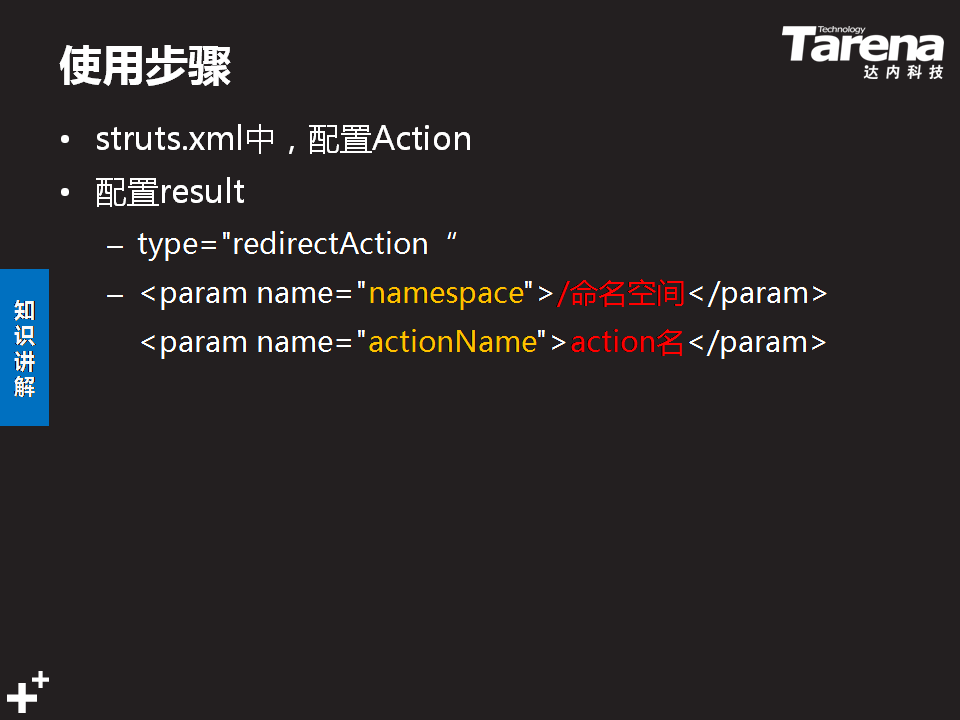 使用步骤
Technology
Tarena
达内科技
• struts.xml中，配置Action
• 配置result
– type="redirectAction “
– <param name="namespace">/命名空间</param>
<param name="actionName">action名</param>
知识讲解